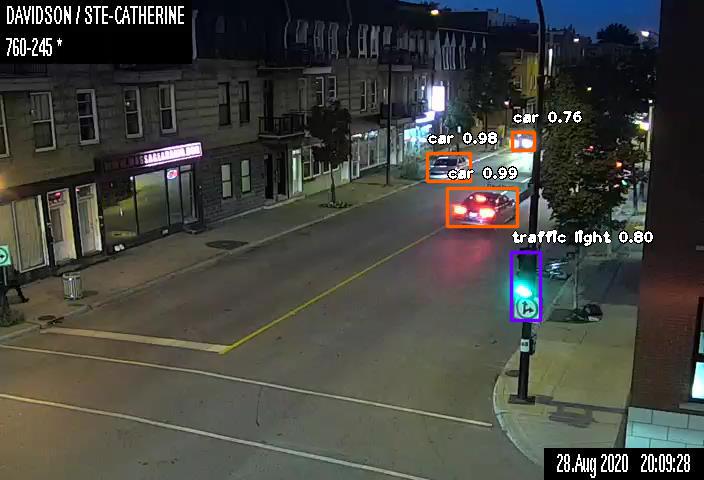 DAVIDSON / STE-CATHERINE
760-245 *
car 0.76
car 0.98
car 0.99
traffic light 0.80
28.Aug 2020 20:09:28